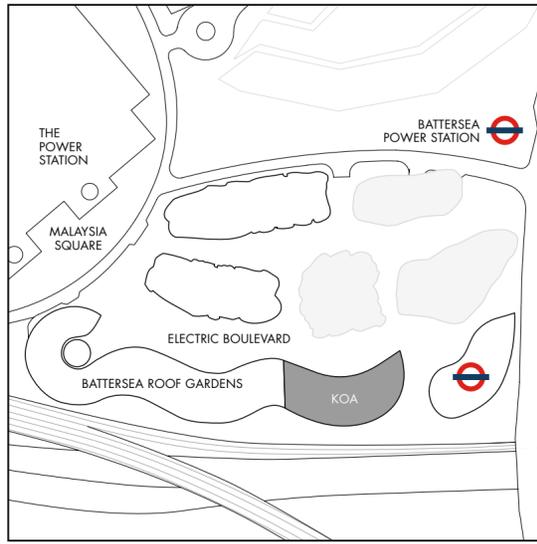 BATTERSEA
POWER STATION
THE
POWER
STATION
MALAYSIA
SQUARE
ELECTRIC BOULEVARD
BATTERSEA ROOF GARDENS
KOA